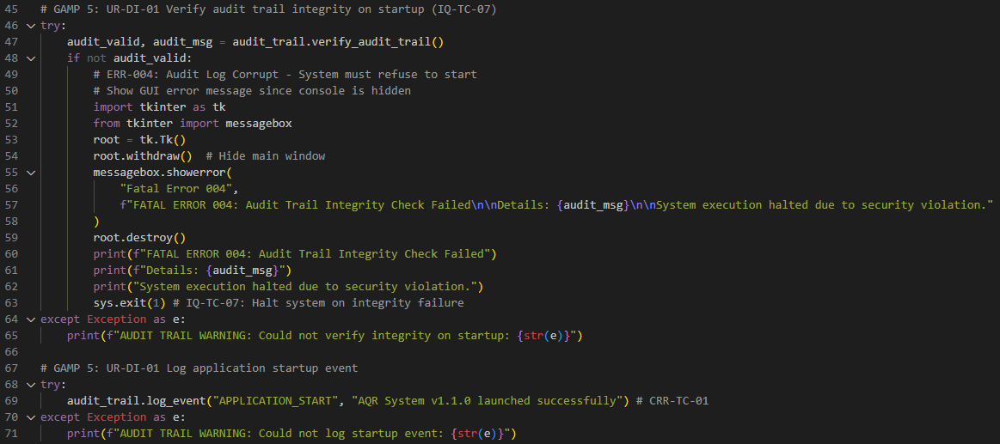 45 # GAMP 5: UR-DI-01 Verify audit trail integrity on startup (IQ-TC-07)
46 try:
47     audit_valid, audit_msg = audit_trail.verify_audit_trail()
48     if not audit_valid:
49         # ERR-004: Audit Log Corrupt - System must refuse to start
50         # Show GUI error message since console is hidden
51         import tkinter as tk
52         from tkinter import messagebox
53         root = tk.Tk()
54         root.withdraw()  # Hide main window
55         messagebox.showerror(
56             "Fatal Error 004",
57             f"FATAL ERROR 004: Audit Trail Integrity Check Failed\n\nDetails: {audit_msg}\n\nSystem execution halted due to security violation."
58         )
59         root.destroy()
60         print(f"FATAL ERROR 004: Audit Trail Integrity Check Failed")
61         print(f"Details: {audit_msg}")
62         print("System execution halted due to security violation.")
63         sys.exit(1) # IQ-TC-07: Halt system on integrity failure
64 except Exception as e:
65     print(f"AUDIT TRAIL WARNING: Could not verify integrity on startup: {str(e)}")
66
67 # GAMP 5: UR-DI-01 Log application startup event
68 try:
69     audit_trail.log_event("APPLICATION_START", "AQR System v1.1.0 launched successfully") # CRR-TC-01
70 except Exception as e:
71     print(f"AUDIT TRAIL WARNING: Could not log startup event: {str(e)}")